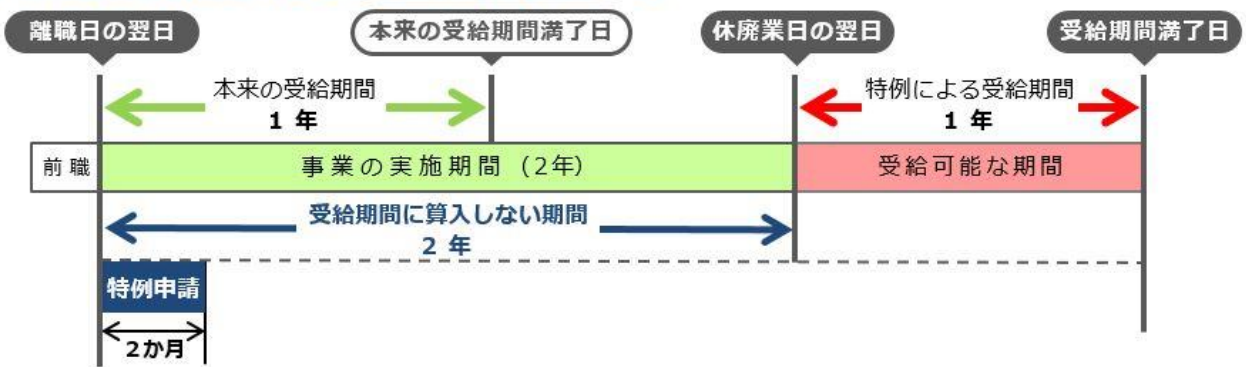 離職日の翌日
本来の受給期間満了日
休廃業日の翌日
受給期間満了日
本来の受給期間
1 年
特例による受給期間
1 年
前職
事業の実施期間（2年）
受給可能な期間
受給期間に算入しない期間
2 年
特例申請
2か月